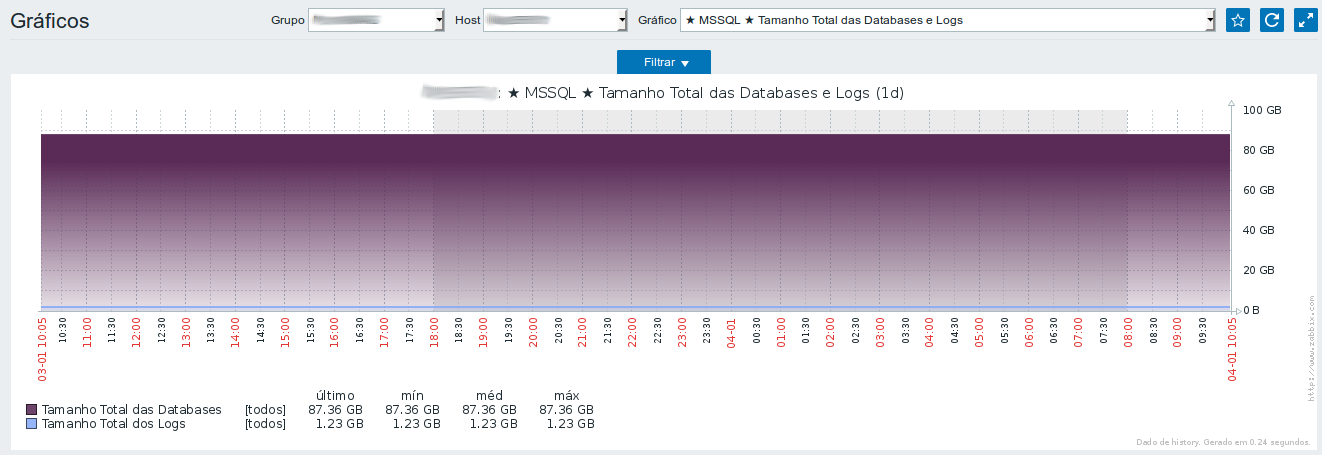 Gráficos
Grupo
Host
Gráfico
★ MSSQL ★ Tamanho Total das Databases e Logs
Filtrar
: ★ MSSQL ★ Tamanho Total das Databases e Logs (1d)
100 GB
80 GB
60 GB
40 GB
20 GB
0 B
03-01 10:05
10:30
11:00
11:30
12:00
12:30
13:00
13:30
14:00
14:30
15:00
15:30
16:00
16:30
17:00
17:30
18:00
18:30
19:00
19:30
20:00
20:30
21:00
21:30
22:00
22:30
23:00
23:30
04-01
00:30
01:00
01:30
02:00
02:30
03:00
03:30
04:00
04:30
05:00
05:30
06:00
06:30
07:00
07:30
08:00
08:30
09:00
09:30
04-01 10:05
http://www.zabbix.com
último mín méd máx
Tamanho Total das Databases [todos] 87.36 GB 87.36 GB 87.36 GB 87.36 GB
Tamanho Total dos Logs [todos] 1.23 GB 1.23 GB 1.23 GB 1.23 GB
Dado de history. Gerado em 0.24 segundos.